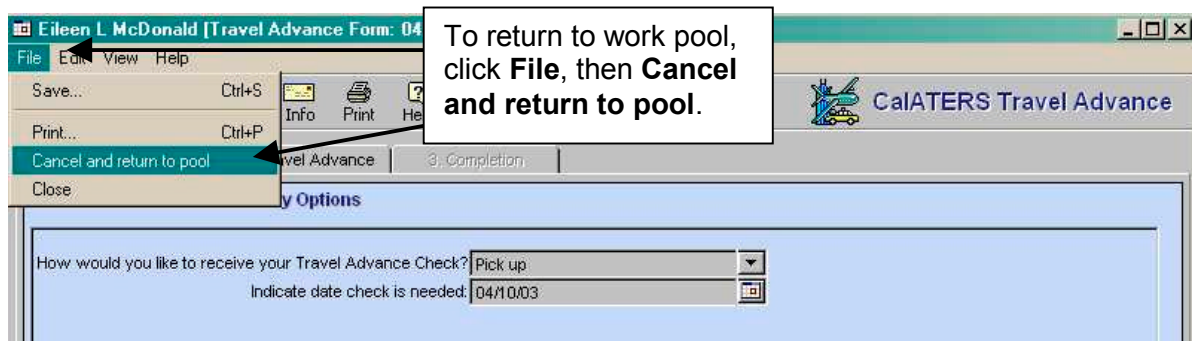 Eileen L McDonald [Travel Advance Form: 04
To return to work pool,
click File, then Cancel
and return to pool.
File Edit View Help
Save... Ctrl+S
Info Print
CalATERS Travel Advance
Print... Ctrl+P
Cancel and return to pool
vel Advance 3. Completion
Close
y Options
How would you like to receive your Travel Advance Check? Pick up
Indicate date check is needed: 04/10/03